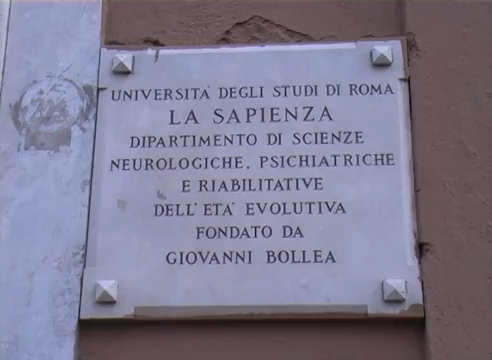 UNIVERSITA' DEGLI STUDI DI ROMA
LA SAPIENZA
DIPARTIMENTO DI SCIENZE
NEUROLOGICHE, PSICHIATRICHE
E RIABILITATIVE
DELL'ETA' EVOLUTIVA
FONDATO DA
GIOVANNI BOLLEA